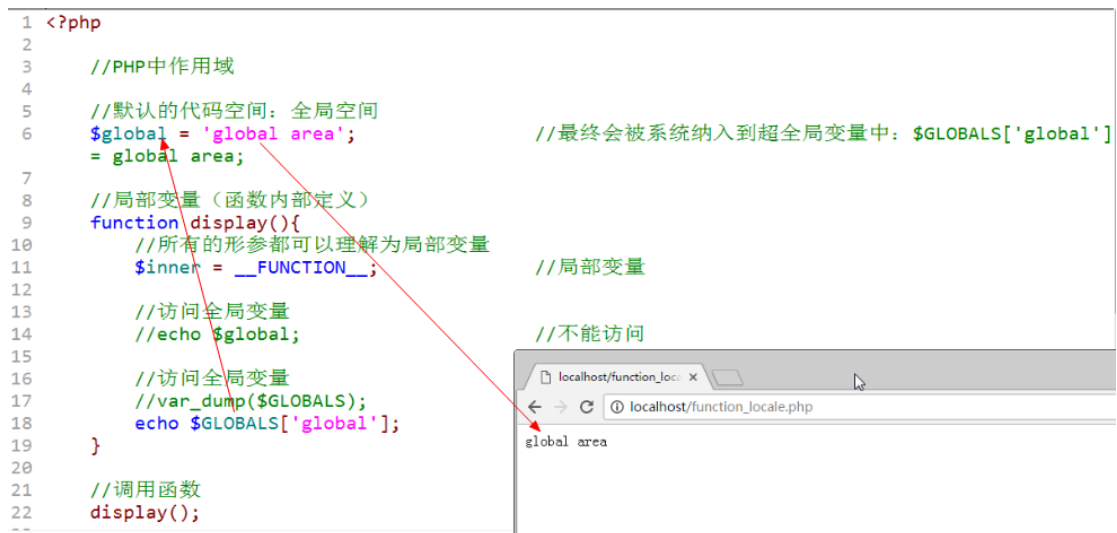 1 <?php
2
3 //PHP中作用域
4
5 //默认的代码空间：全局空间
6 $global = 'global area'; //最终会被系统纳入到超全局变量中：$GLOBALS['global']
= global area;
7
8 //局部变量（函数内部定义）
9 function display(){
10 //所有的形参都可以理解为局部变量
11 $inner = __FUNCTION__; //局部变量
12
13 //访问全局变量
14 //echo $global; //不能访问
15
16 //访问全局变量
17 //var_dump($GLOBALS);
18 echo $GLOBALS['global'];
19 }
20
21 //调用函数
22 display();
localhost/function_loca
localhost/function_locale.php
global area